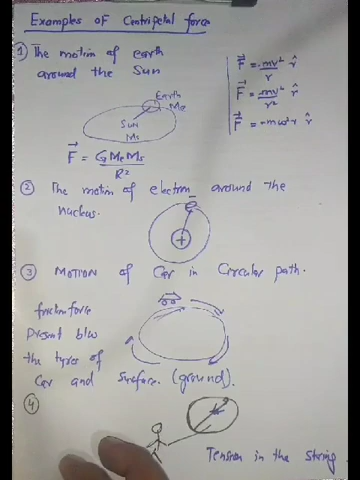 Examples of Centripetal force
① The motion of earth
around the Sun
F⃗ = -mv²/r r̂
F⃗ = -mv²/r² r̂
F⃗ = -mω²r r̂
Earth
Me
Sun
Ms
F⃗ = GMeMs/R²
② The motion of electron around the
nucleus.
e
+
③ MOTION of Car in Circular path.
friction force
present b/w
the tyres of
Car and Surface. (ground).
④
Tension in the string